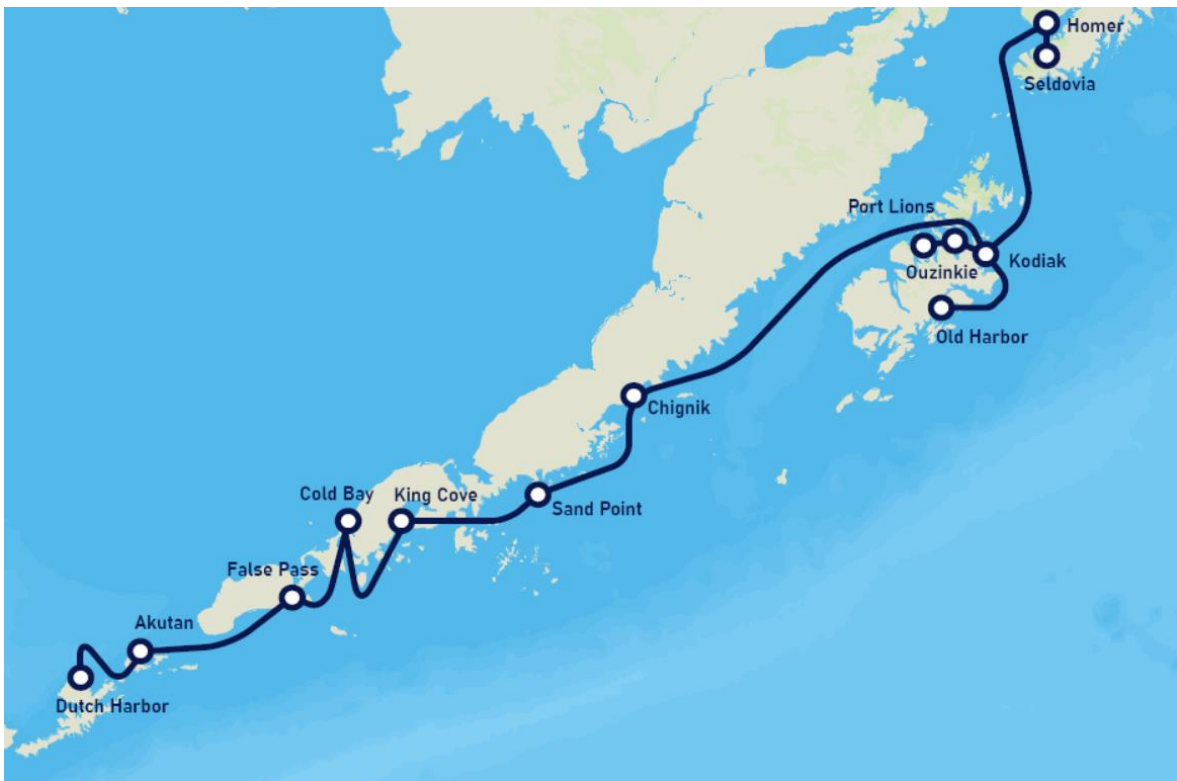 Homer
Seldovia
Port Lions
Ouzinkie
Kodiak
Old Harbor
Chignik
Cold Bay
King Cove
Sand Point
False Pass
Akutan
Dutch Harbor